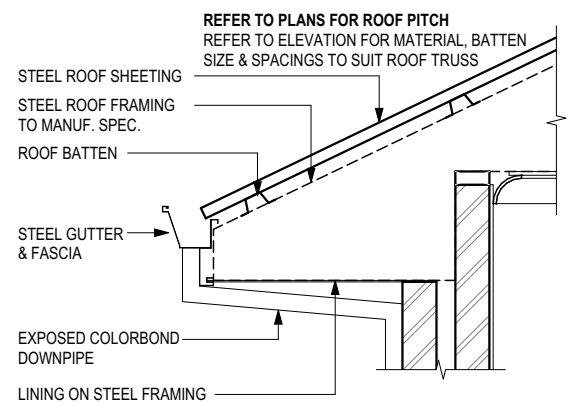 REFER TO PLANS FOR ROOF PITCH
REFER TO ELEVATION FOR MATERIAL, BATTEN
SIZE & SPACINGS TO SUIT ROOF TRUSS
STEEL ROOF SHEETING
STEEL ROOF FRAMING
TO MANUF. SPEC.
ROOF BATTEN
STEEL GUTTER
& FASCIA
EXPOSED COLORBOND
DOWNPIPE
LINING ON STEEL FRAMING